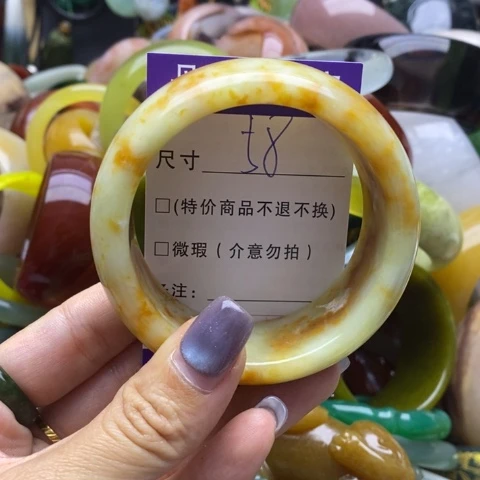 尺寸 58
□(特价商品不退不换)
□微瑕(介意勿拍)
注: